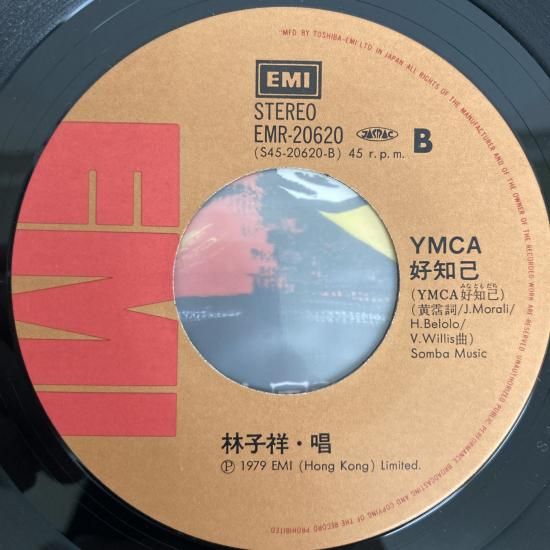 "MFD BY TOSHIBA-EMI LTD IN JAPAN ALL RIGHTS OF THE MANUFACTURER AND OF THE OWNER OF THE RECORDED WORK ARE RESERVED UNAUTHORIZED PUBLIC PERFORMANCE BROADCASTING AND COPYING OF THE RECORD PROHIBITED"
EMI
STEREO
EMR-20620 JASRAC B
(S45-20620-B) 45 r.p.m.
EMI
YMCA
好知己
(YMCA好知己)
(黄霑詞/J.Morali/
H.Belolo/
V.Willis曲)
Somba Music
林子祥・唱
Ⓟ 1979 EMI (Hong Kong) Limited.